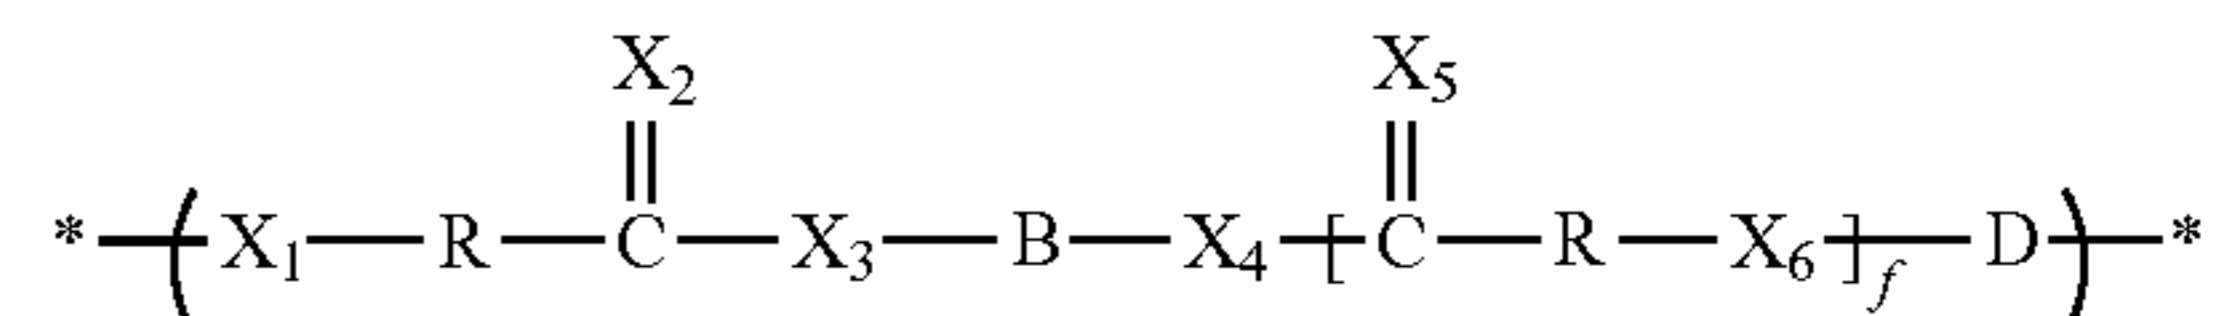 X₂ X₅
* ( X₁ — R — C — X₃ — B — X₄ — [ C — R — X₆ ]f — D ) *